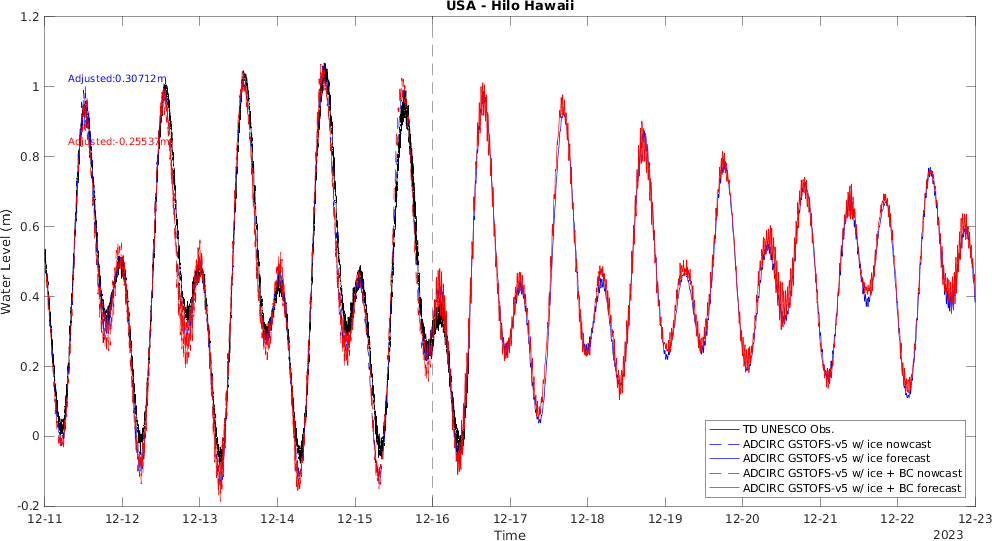 USA - Hilo Hawaii
1.2
1
0.8
0.6
0.4
0.2
0
-0.2
Water Level (m)
Adjusted:0.30712m
Adjusted:-0.25537m
TD UNESCO Obs.
ADCIRC GSTOFS-v5 w/ ice nowcast
ADCIRC GSTOFS-v5 w/ ice forecast
ADCIRC GSTOFS-v5 w/ ice + BC nowcast
ADCIRC GSTOFS-v5 w/ ice + BC forecast
12-11 12-12 12-13 12-14 12-15 12-16 12-17 12-18 12-19 12-20 12-21 12-22 12-23
Time
2023